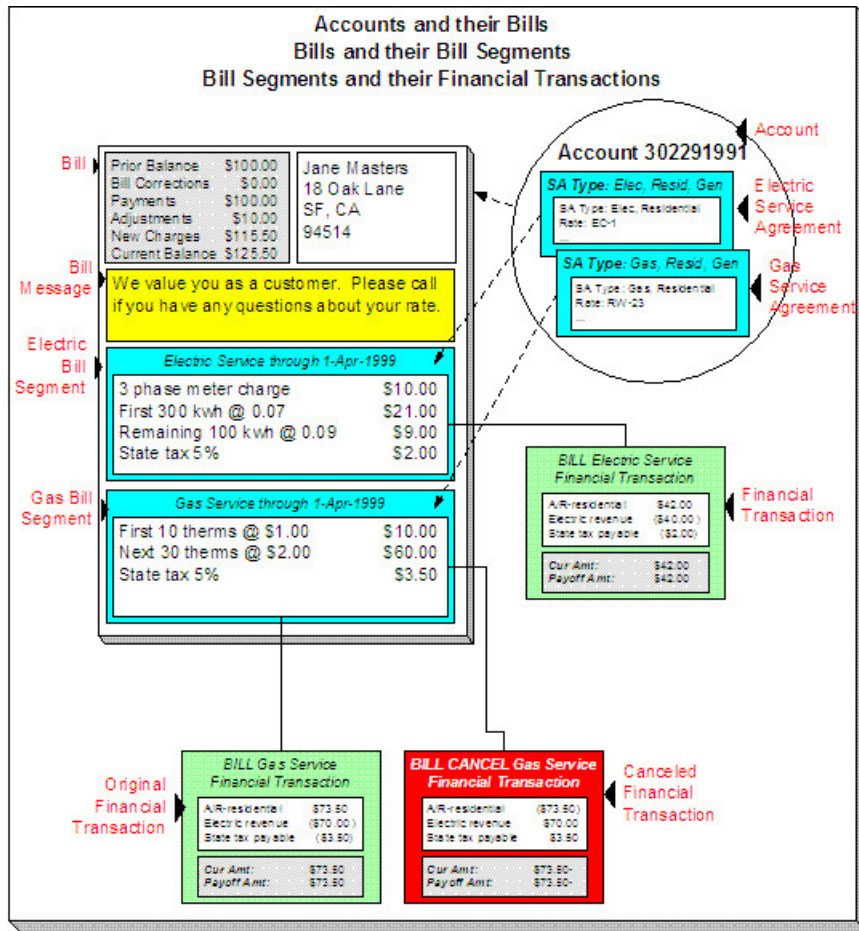 Accounts and their Bills
Bills and their Bill Segments
Bill Segments and their Financial Transactions
Account
Account 302291991
Bill
Prior Balance $100.00
Bill Corrections $0.00
Payments $100.00
Adjustments $10.00
New Charges $115.50
Current Balance $125.50
Jane Masters
18 Oak Lane
SF, CA
94514
SA Type: Elec, Resid, Gen
SA Type: Elec, Residential
Rate: EC-1
...
Electric
Service
Agreement
SA Type: Gas, Resid, Gen
SA Type: Gas, Residential
Rate: RW-23
...
Gas
Service
Agreement
Bill
Message
We value you as a customer. Please call
if you have any questions about your rate.
Electric
Bill
Segment
Electric Service through 1-Apr-1999
3 phase meter charge $10.00
First 300 kwh @ 0.07 $21.00
Remaining 100 kwh @ 0.09 $9.00
State tax 5% $2.00
Gas Bill
Segment
Gas Service through 1-Apr-1999
First 10 therms @ $1.00 $10.00
Next 30 therms @ $2.00 $60.00
State tax 5% $3.50
BILL Electric Service
Financial Transaction
A/R-residential $42.00
Electric revenue ($40.00)
State tax payable ($2.00)
Cur Amt: $42.00
Payoff Amt: $42.00
Financial
Transaction
Original
Financial
Transaction
BILL Gas Service
Financial Transaction
A/R-residential $73.50
Electric revenue ($70.00)
State tax payable ($3.50)
Cur Amt: $73.50
Payoff Amt: $73.50
BILL CANCEL Gas Service
Financial Transaction
A/R-residential ($73.50)
Electric revenue $70.00
State tax payable $3.50
Cur Amt: $73.50-
Payoff Amt: $73.50-
Canceled
Financial
Transaction